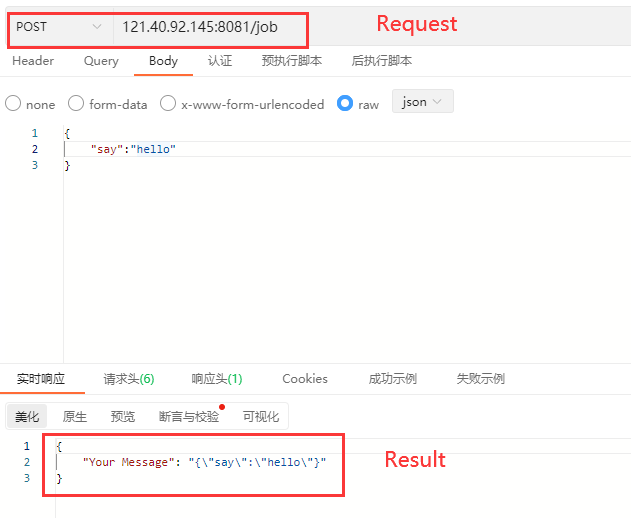 POST 121.40.92.145:8081/job Request
Header Query Body 认证 预执行脚本 后执行脚本
none form-data x-www-form-urlencoded raw json
1 {
2 "say":"hello"
3 }
实时响应 请求头(6) 响应头(1) Cookies 成功示例 失败示例
美化 原生 预览 断言与校验 可视化
1 {
2 "Your Message": "{\"say\":\"hello\"}" Result
3 }